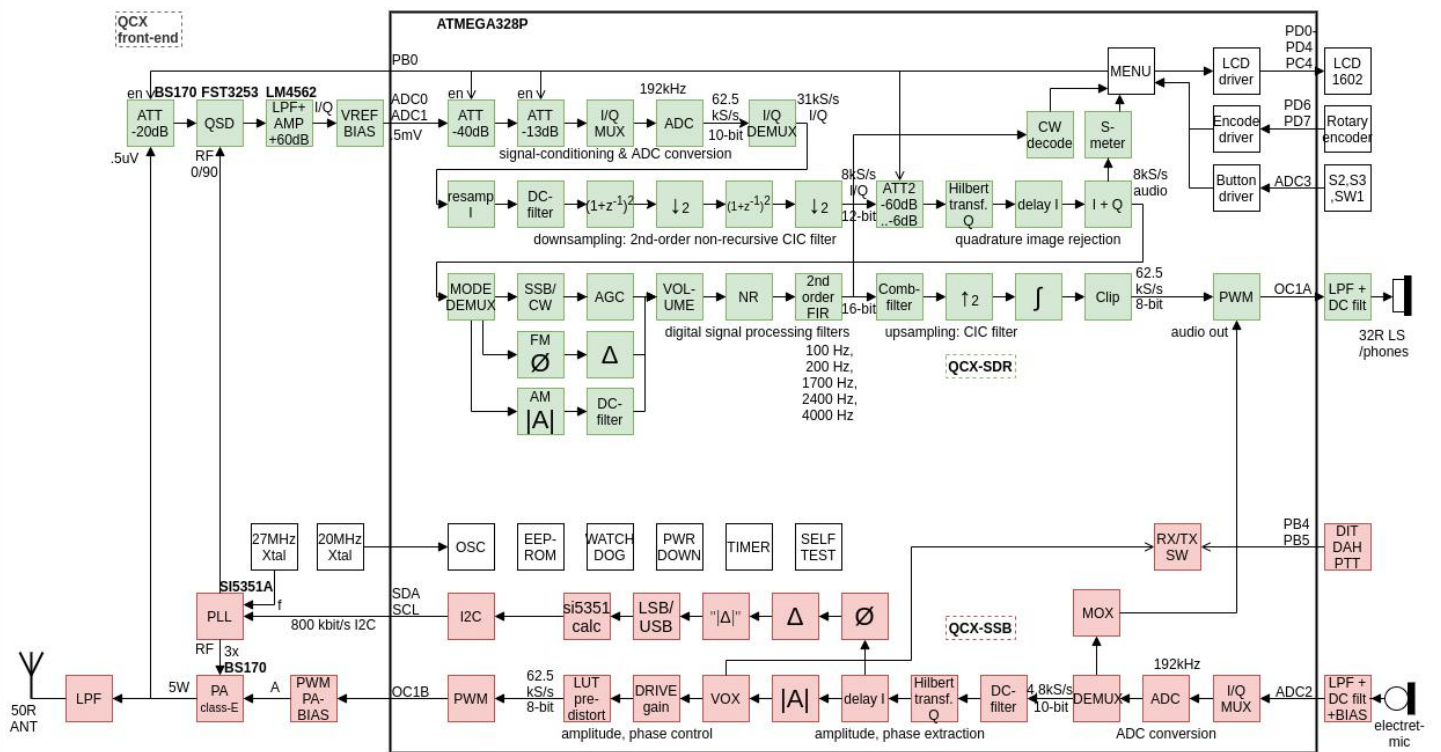 QCX
front-end
ATMEGA328P
PB0
PD0-
PD4
PC4
MENU
LCD
driver
LCD
1602
en
BS170
FST3253
LM4562
ATT
-20dB
QSD
LPF+
AMP
+60dB
I/Q
VREF
BIAS
ADC0
ADC1
.5mV
en
ATT
-40dB
en
ATT
-13dB
I/Q
MUX
192kHz
ADC
62.5
kS/s
10-bit
I/Q
DEMUX
31kS/s
I/Q
signal-conditioning & ADC conversion
CW
decode
S-
meter
Encode
driver
PD6
PD7
Rotary
encoder
.5uV
RF
0/90
Button
driver
ADC3
S2,S3
,SW1
resamp
I
DC-
filter
(1+z⁻¹)²
↓2
(1+z⁻¹)²
↓2
8kS/s
I/Q
12-bit
ATT2
-60dB
..-6dB
Hilbert
transf.
Q
delay I
I + Q
8kS/s
audio
downsampling: 2nd-order non-recursive CIC filter
quadrature image rejection
MODE
DEMUX
SSB/
CW
AGC
VOL-
UME
NR
2nd
order
FIR
16-bit
Comb-
filter
↑2
∫
Clip
62.5
kS/s
8-bit
PWM
OC1A
LPF +
DC filt
digital signal processing filters
upsampling: CIC filter
audio out
32R LS
/phones
FM
Ø
Δ
100 Hz,
200 Hz,
1700 Hz,
2400 Hz,
4000 Hz
QCX-SDR
AM
|A|
DC-
filter
27MHz
Xtal
20MHz
Xtal
OSC
EEP-
ROM
WATCH
DOG
PWR
DOWN
TIMER
SELF
TEST
RX/TX
SW
PB4
PB5
DIT
DAH
PTT
SI5351A
PLL
f
SDA
SCL
800 kbit/s I2C
I2C
si5351
calc
LSB/
USB
"|Δ|"
Δ
Ø
QCX-SSB
MOX
RF
3x
BS170
50R
ANT
LPF
5W
PA
class-E
A
PWM
PA-
BIAS
OC1B
PWM
62.5
kS/s
8-bit
LUT
pre-
distort
DRIVE
gain
VOX
|A|
delay I
Hilbert
transf.
Q
DC-
filter
4,8kS/s
10-bit
DEMUX
192kHz
ADC
I/Q
MUX
ADC2
LPF +
DC filt
+BIAS
electret-
mic
amplitude, phase control
amplitude, phase extraction
ADC conversion